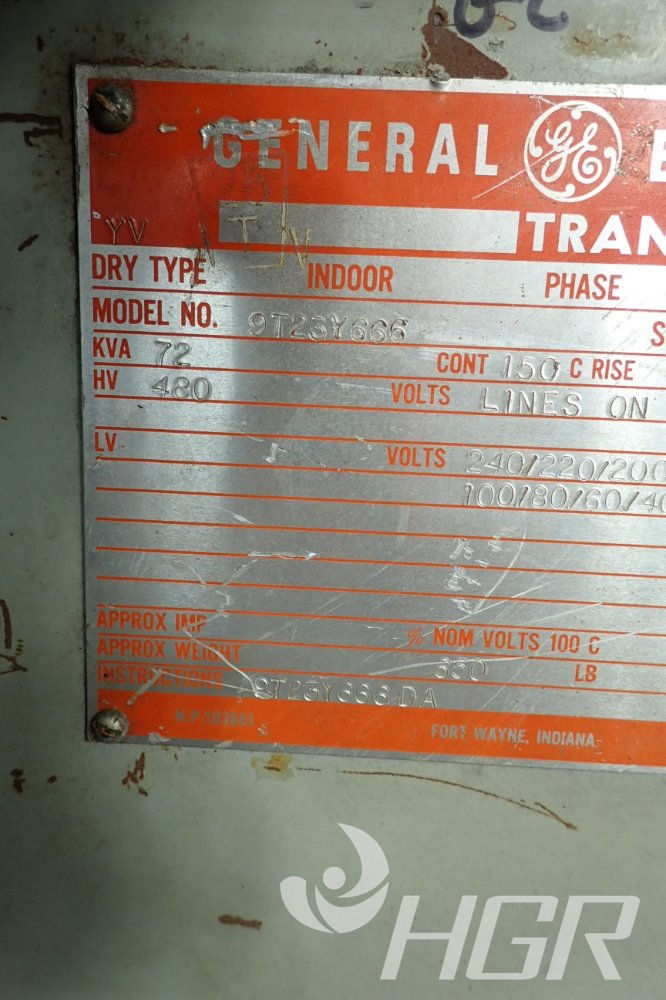 GENERAL GE E
TRAN
DRY TYPE INDOOR PHASE
MODEL NO. 9T23Y666 S
KVA 72 CONT 150 C RISE
HV 480 VOLTS LINES ON
LV VOLTS 240/220/200
100/80/60/40
APPROX IMP % NOM VOLTS 100 C
APPROX WEIGHT LB
INSTRUCTIONS 9T23Y666 DA
FORT WAYNE, INDIANA
HGR